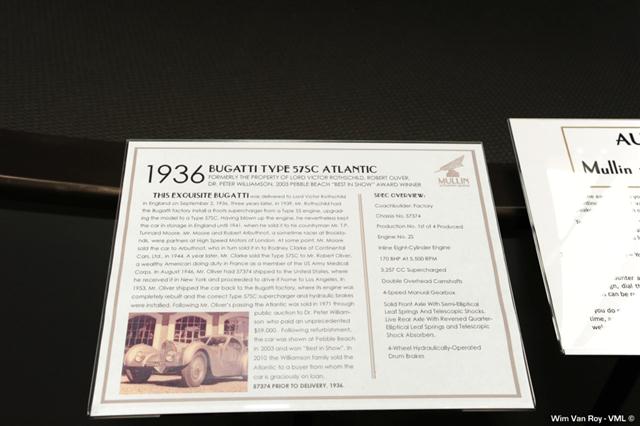 1936 BUGATTI TYPE 57SC ATLANTIC
FORMERLY THE PROPERTY OF LORD VICTOR ROTHSCHILD, ROBERT OLIVER,
DR. PETER WILLIAMSON, 2003 PEBBLE BEACH "BEST IN SHOW" AWARD WINNER
MULLIN
THIS EXQUISITE BUGATTI was delivered to Lord Victor Rothschild
in England on September 2, 1936. Three years later, in 1939, Mr. Rothschild had
the Bugatti factory install a Roots supercharger from a Type 55 engine, upgrad-
ing the model to a Type 57SC. Having blown up the engine, he nevertheless kept
the car in storage in England until 1941, when he sold it to his countryman Mr. T.P.
Tunnard Moore. Mr. Moore and Robert Arbuthnot, a sometime racer at Brookla-
nds, were partners at High Speed Motors of London. At some point, Mr. Moore
sold the car to Arbuthnot, who in turn sold it to Rodney Clarke of Continental
Cars, Ltd., in 1944. A year later, Mr. Clarke sold the Type 57SC to Mr. Robert Oliver,
a wealthy American doing duty in France as a member of the US Army Medical
Corps. In August 1946, Mr. Oliver had 57374 shipped to the United States, where
he received it in New York and proceeded to drive it home to Los Angeles. In
1953, Mr. Oliver shipped the car back to the Bugatti factory, where its engine was
completely rebuilt and the correct Type 57SC supercharger and hydraulic brakes
were installed. Following Mr. Oliver's passing the Atlantic was sold in 1971 through
public auction to Dr. Peter William-
son who paid an unprecedented
$59,000. Following refurbishment,
the car was shown at Pebble Beach
in 2003 and won "Best in Show". In
2010 the Williamson family sold the
Atlantic to a buyer from whom the
car is graciously on loan.
57374 PRIOR TO DELIVERY, 1936.
SPEC OVERVIEW:
Coachbuilder: Factory
Chassis No. 57374
Production No. 1st of 4 Produced
Engine No. 2S
Inline Eight-Cylinder Engine
170 BHP at 5,500 RPM
3,257 CC Supercharged
Double Overhead Camshafts
4-Speed Manual Gearbox
Solid Front Axle With Semi-Elliptical
Leaf Springs And Telescopic Shocks,
Live Rear Axle With Reversed Quarter-
Elliptical Leaf Springs and Telescopic
Shock Absorbers.
4-Wheel Hydraulically-Operated
Drum Brakes
AU
Mullin
you do
time,
we
Wim Van Roy - VML ©